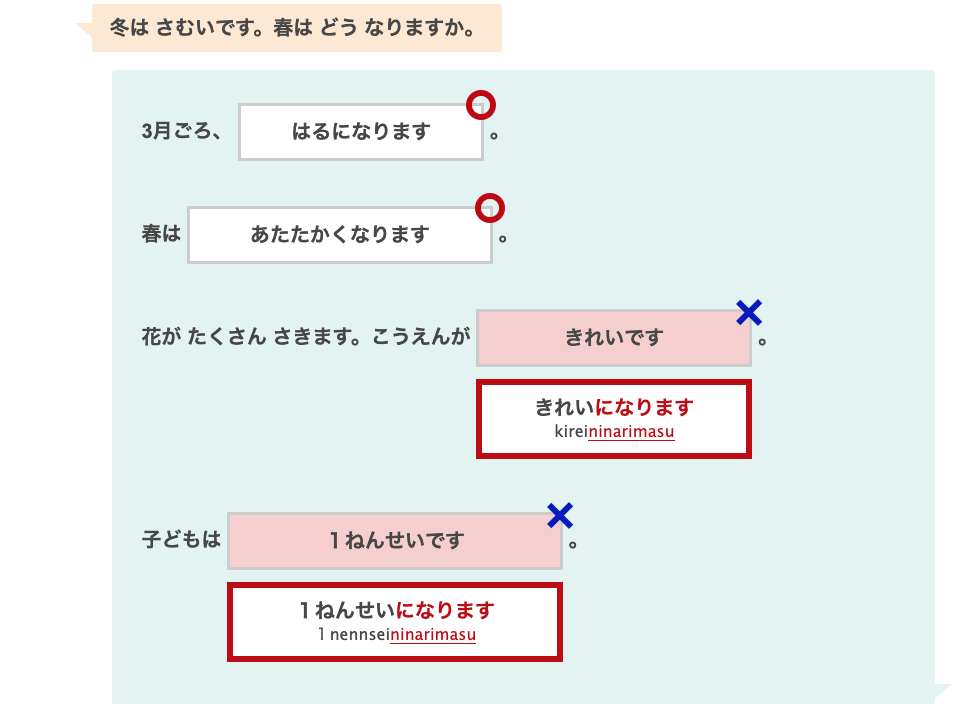 冬は さむいです。春は どう なりますか。
3月ごろ、 はるになります 。
春は あたたかくなります 。
花が たくさん さきます。こうえんが きれいです 。
きれいになります
kireininarimasu
子どもは １ねんせいです 。
１ねんせいになります
1 nennseininarimasu